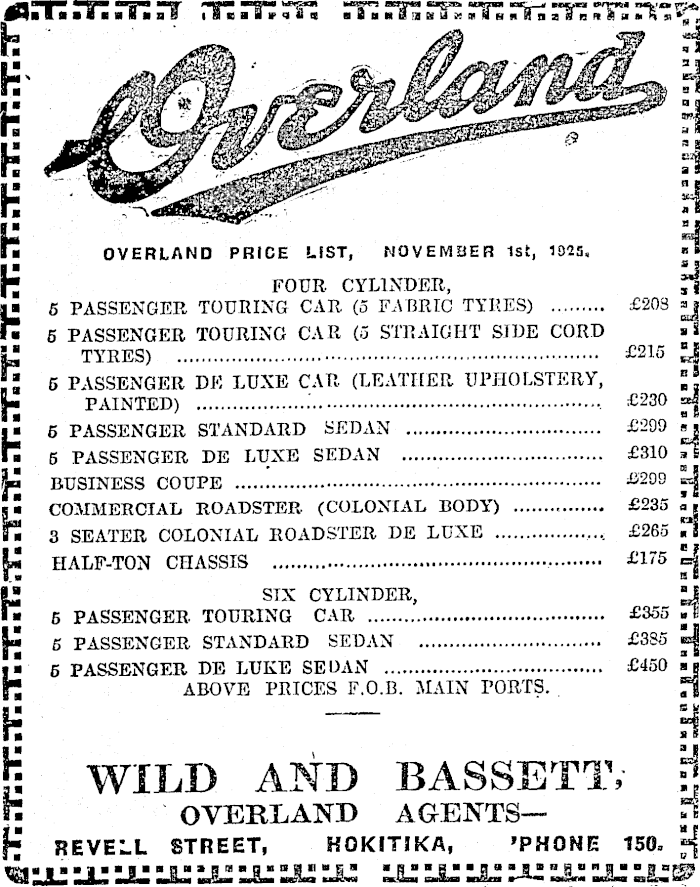 Overland
OVERLAND PRICE LIST, NOVEMBER 1st, 1925.
FOUR CYLINDER,
5 PASSENGER TOURING CAR (5 FABRIC TYRES) ......... £208
5 PASSENGER TOURING CAR (5 STRAIGHT SIDE CORD
TYRES) ............................................................ £215
5 PASSENGER DE LUXE CAR (LEATHER UPHOLSTERY,
PAINTED) ............................................................ £230
5 PASSENGER STANDARD SEDAN ............................... £299
5 PASSENGER DE LUXE SEDAN ............................... £310
BUSINESS COUPE ............................................................ £299
COMMERCIAL ROADSTER (COLONIAL BODY) ............... £235
3 SEATER COLONIAL ROADSTER DE LUXE .................. £265
HALF-TON CHASSIS ...................................................... £175
SIX CYLINDER,
5 PASSENGER TOURING CAR ....................................... £355
5 PASSENGER STANDARD SEDAN ............................... £385
5 PASSENGER DE LUKE SEDAN .................................... £450
ABOVE PRICES F.O.B. MAIN PORTS.
WILD AND BASSETT,
OVERLAND AGENTS—
REVELL STREET, HOKITIKA, 'PHONE 150.